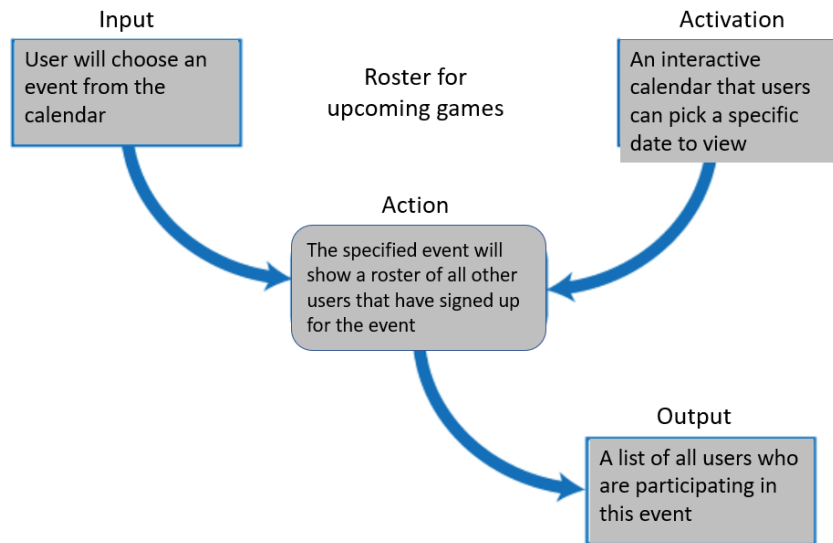 Input
User will choose an
event from the
calendar
Roster for
upcoming games
Activation
An interactive
calendar that users
can pick a specific
date to view
Action
The specified event will
show a roster of all other
users that have signed up
for the event
Output
A list of all users who
are participating in
this event